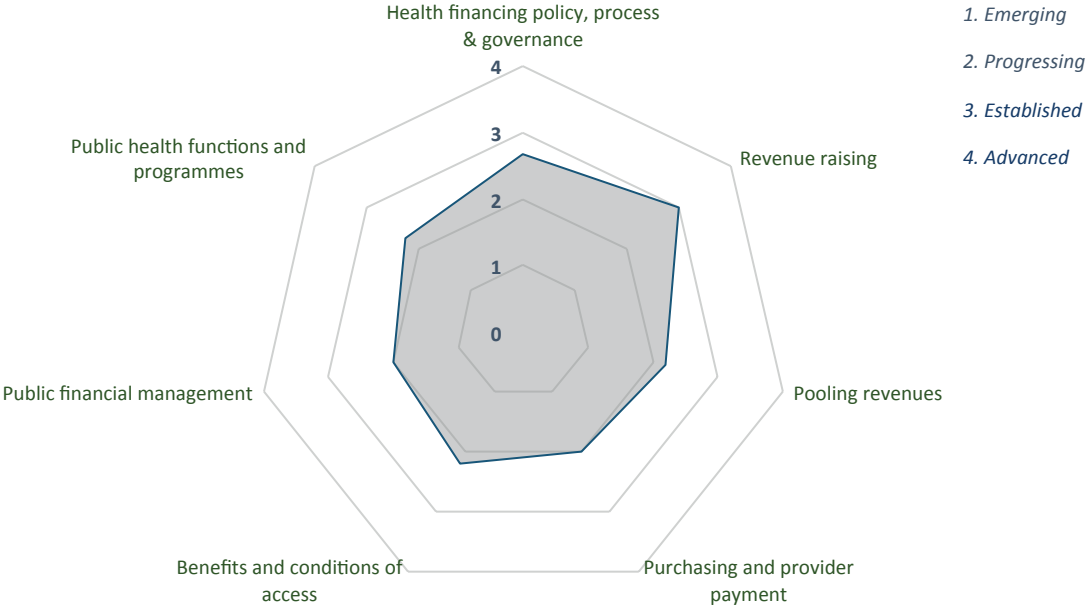 Health financing policy, process
& governance
1. Emerging
2. Progressing
3. Established
4. Advanced
4
3
2
1
0
Public health functions and
programmes
Revenue raising
Public financial management
Pooling revenues
Benefits and conditions of
access
Purchasing and provider
payment